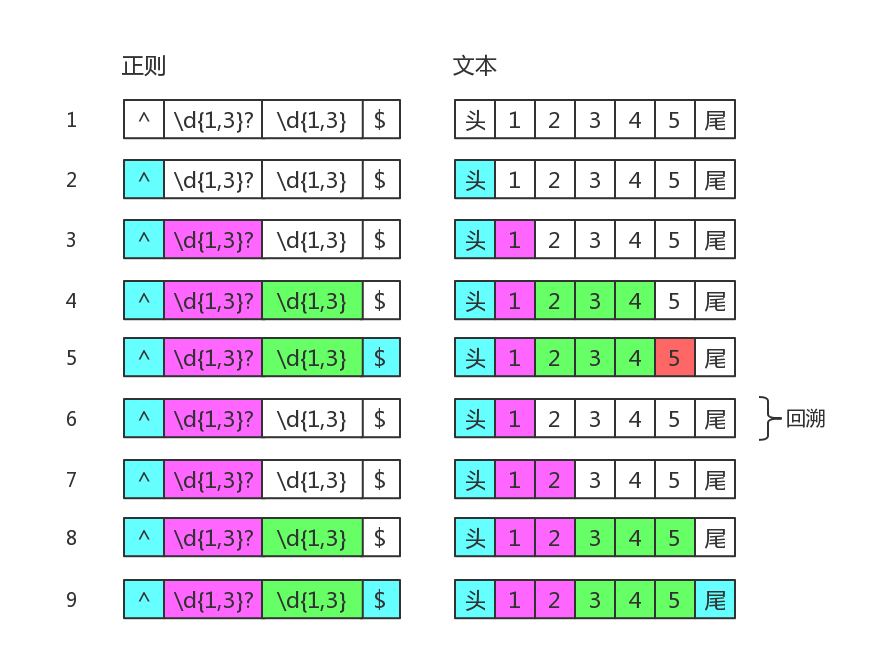 正则 文本
1 ^ \d{1,3}? \d{1,3} $ 头 1 2 3 4 5 尾
2 ^ \d{1,3}? \d{1,3} $ 头 1 2 3 4 5 尾
3 ^ \d{1,3}? \d{1,3} $ 头 1 2 3 4 5 尾
4 ^ \d{1,3}? \d{1,3} $ 头 1 2 3 4 5 尾
5 ^ \d{1,3}? \d{1,3} $ 头 1 2 3 4 5 尾
6 ^ \d{1,3}? \d{1,3} $ 头 1 2 3 4 5 尾 回溯
7 ^ \d{1,3}? \d{1,3} $ 头 1 2 3 4 5 尾
8 ^ \d{1,3}? \d{1,3} $ 头 1 2 3 4 5 尾
9 ^ \d{1,3}? \d{1,3} $ 头 1 2 3 4 5 尾